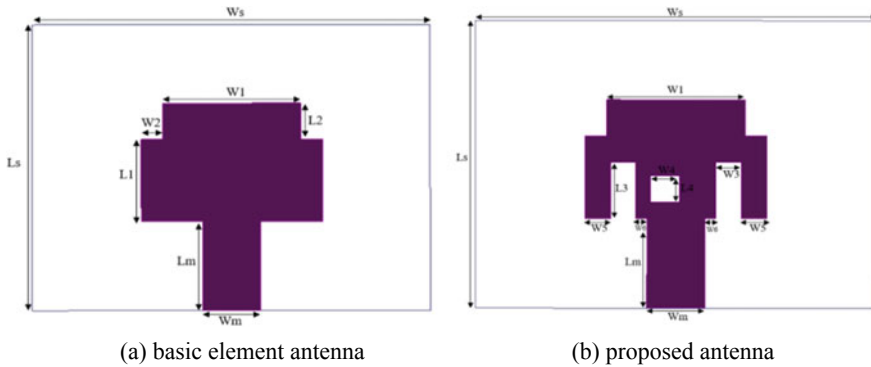 Ws
W1
W2
L2
Ls
L1
Lm
Wm
(a) basic element antenna
Ws
W1
Ls
W4
L3
L4
W3
W5
W6
W6
W5
Lm
Wm
(b) proposed antenna